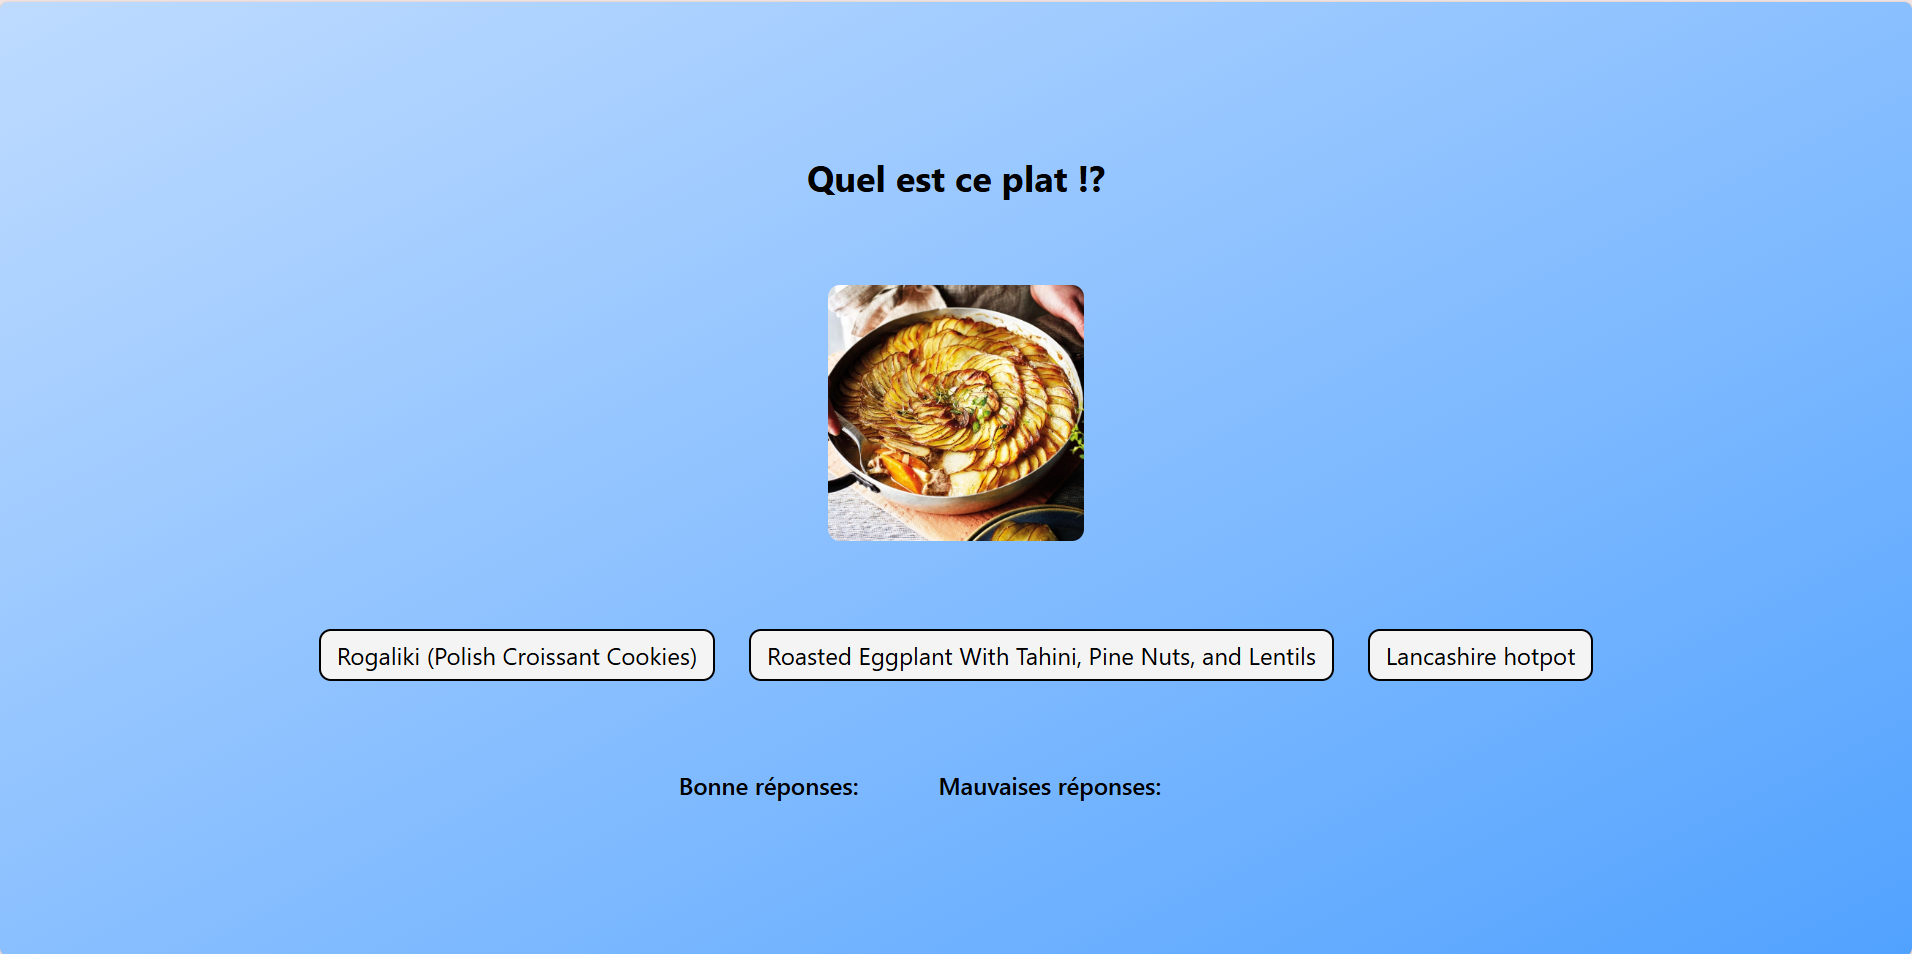 Quel est ce plat !?
Rogaliki (Polish Croissant Cookies)
Roasted Eggplant With Tahini, Pine Nuts, and Lentils
Lancashire hotpot
Bonne réponses:
Mauvaises réponses: